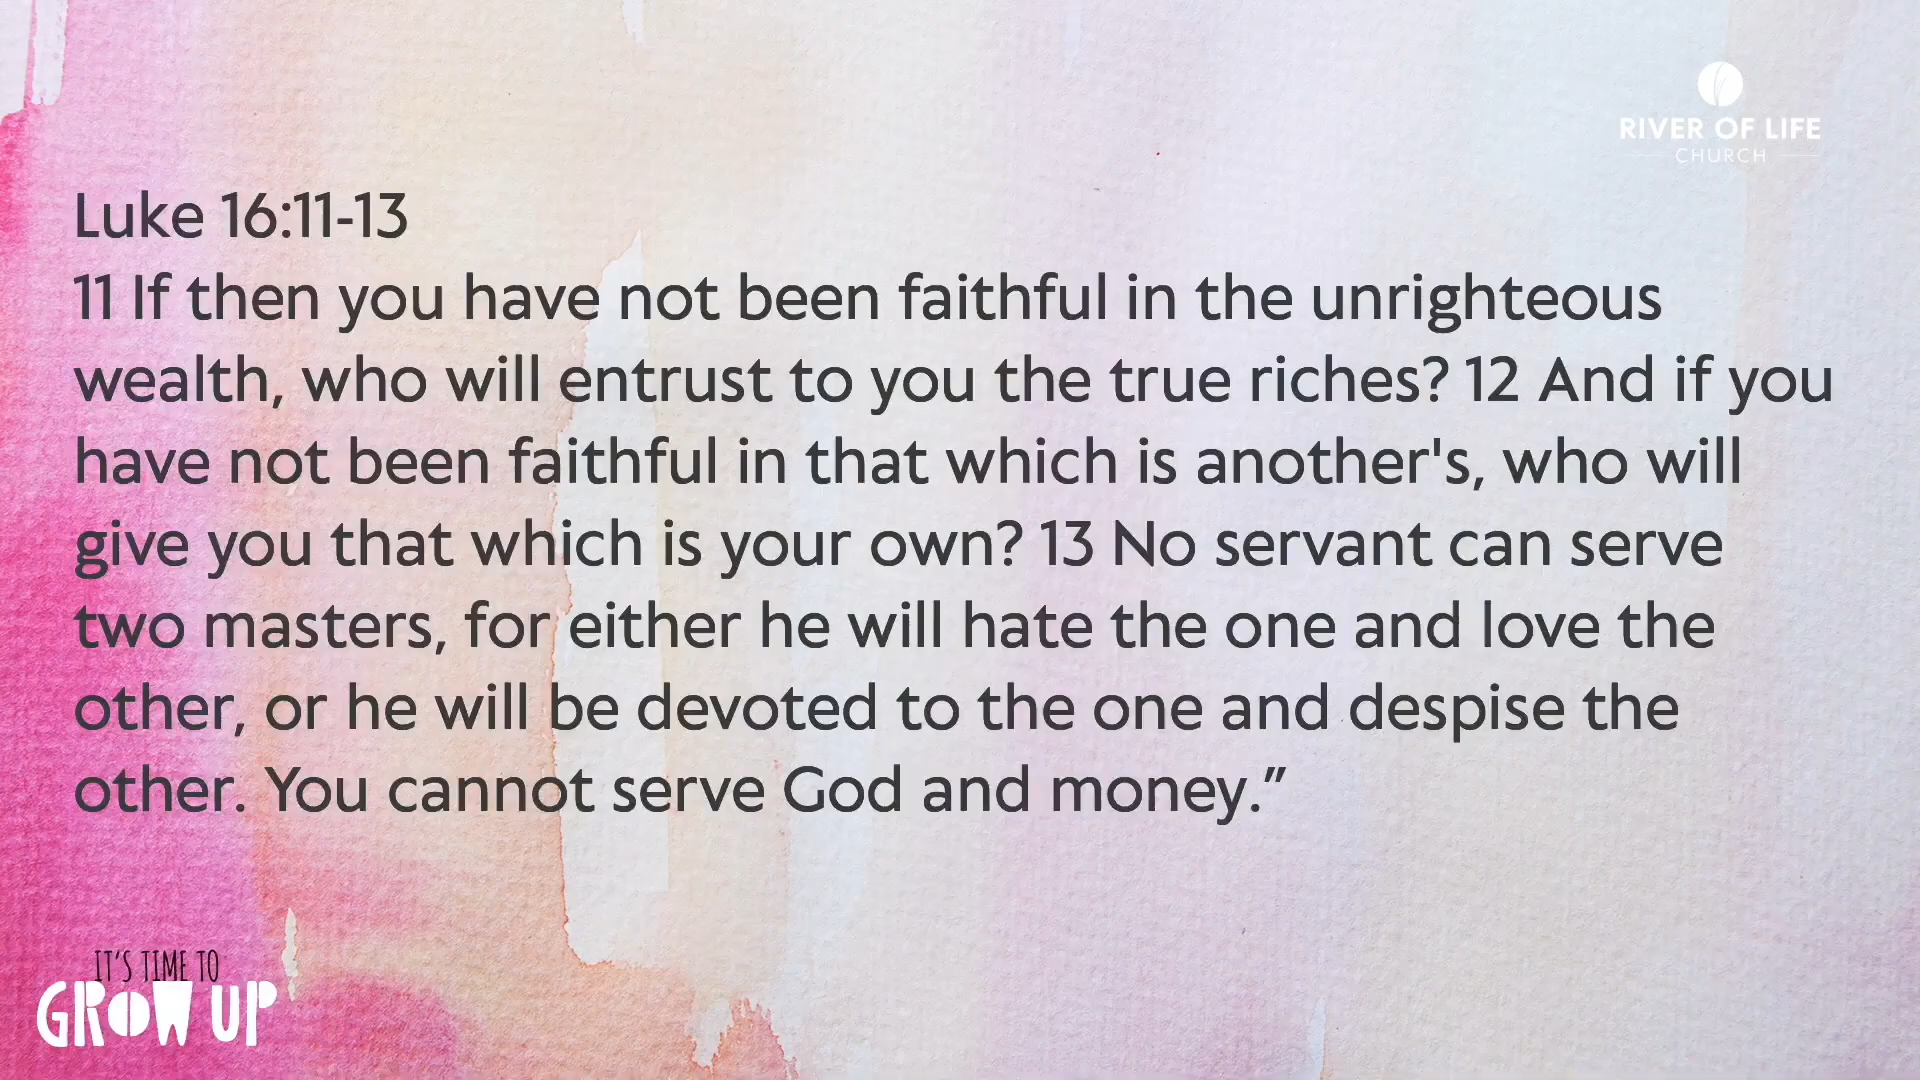 RIVER OF LIFE
CHURCH
Luke 16:11-13
11 If then you have not been faithful in the unrighteous
wealth, who will entrust to you the true riches? 12 And if you
have not been faithful in that which is another's, who will
give you that which is your own? 13 No servant can serve
two masters, for either he will hate the one and love the
other, or he will be devoted to the one and despise the
other. You cannot serve God and money.”
IT'S TIME TO
GROW UP